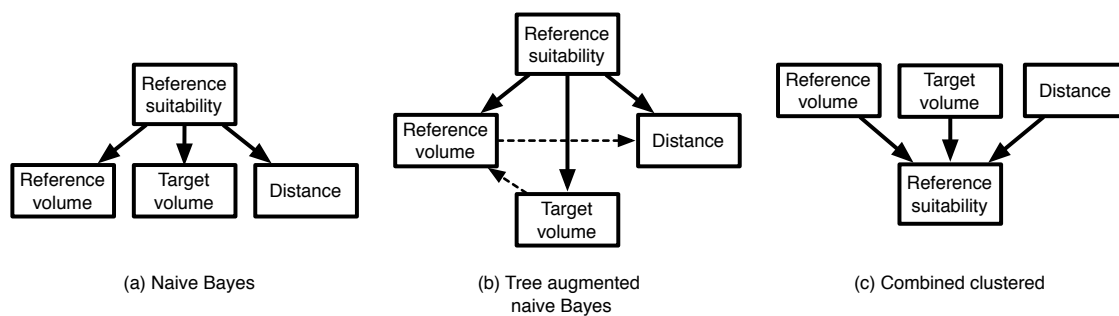 Reference
suitability
Reference
volume
Target
volume
Distance
(a) Naive Bayes
Reference
suitability
Reference
volume
Distance
Target
volume
(b) Tree augmented
naive Bayes
Reference
volume
Target
volume
Distance
Reference
suitability
(c) Combined clustered